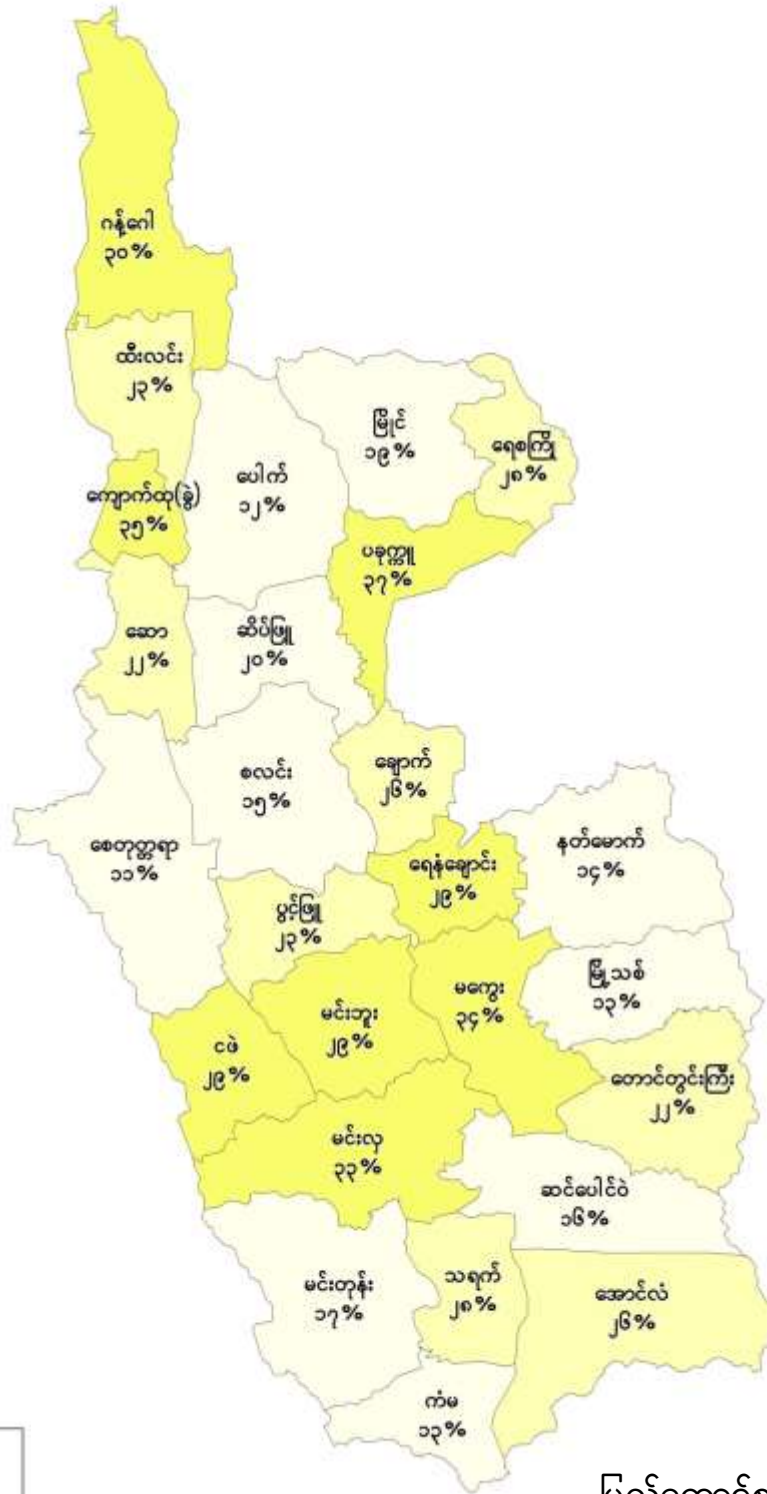 ဂန့်ဂေါ
၃၀%
ထီးလင်း
၂၃%
မြိုင်
၁၉%
ရေစကြို
၂၈%
ပေါက်
၁၂%
ကျောက်ထု(ခွဲ)
၃၅%
ပခုက္ကူ
၃၇%
ဆော
၂၂%
ဆိပ်ဖြူ
၂၀%
ချောက်
၂၆%
စလင်း
၁၅%
စေတုတ္တရာ
၁၁%
နတ်မောက်
၁၄%
ရေနံချောင်း
၂၉%
ပွင့်ဖြူ
၂၃%
မြို့သစ်
၁၃%
မကွေး
၃၄%
မင်းဘူး
၂၉%
ငဖဲ
၂၉%
တောင်တွင်းကြီး
၂၂%
မင်းလှ
၃၃%
ဆင်ပေါင်ဝဲ
၁၆%
မင်းတုန်း
၁၇%
သရက်
၂၈%
အောင်လံ
၂၆%
ကံမ
၁၃%